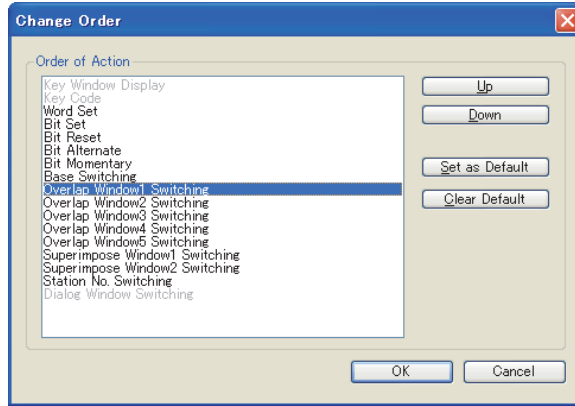 Change Order
Order of Action
Key Window Display
Key Code
Word Set
Bit Set
Bit Reset
Bit Alternate
Bit Momentary
Base Switching
Overlap Window1 Switching
Overlap Window2 Switching
Overlap Window3 Switching
Overlap Window4 Switching
Overlap Window5 Switching
Superimpose Window1 Switching
Superimpose Window2 Switching
Station No. Switching
Dialog Window Switching
Up
Down
Set as Default
Clear Default
OK
Cancel